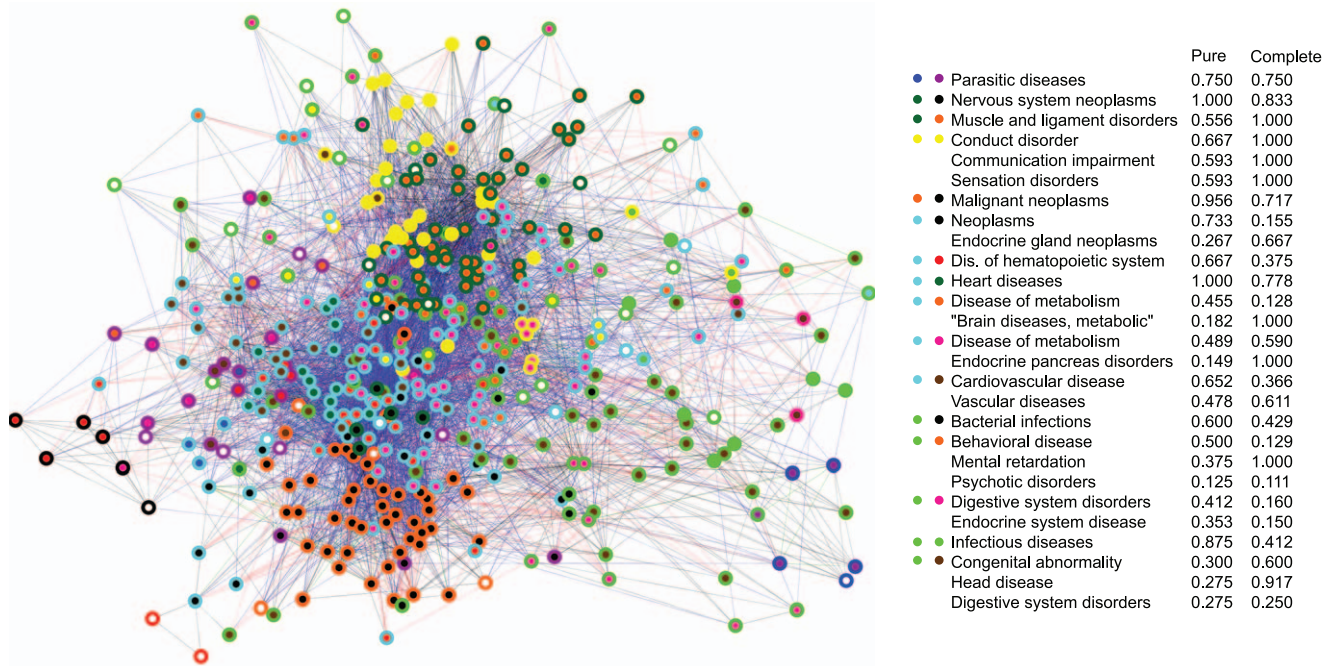 Pure Complete
Parasitic diseases 0.750 0.750
Nervous system neoplasms 1.000 0.833
Muscle and ligament disorders 0.556 1.000
Conduct disorder 0.667 1.000
Communication impairment 0.593 1.000
Sensation disorders 0.593 1.000
Malignant neoplasms 0.956 0.717
Neoplasms 0.733 0.155
Endocrine gland neoplasms 0.267 0.667
Dis. of hematopoietic system 0.667 0.375
Heart diseases 1.000 0.778
Disease of metabolism 0.455 0.128
"Brain diseases, metabolic" 0.182 1.000
Disease of metabolism 0.489 0.590
Endocrine pancreas disorders 0.149 1.000
Cardiovascular disease 0.652 0.366
Vascular diseases 0.478 0.611
Bacterial infections 0.600 0.429
Behavioral disease 0.500 0.129
Mental retardation 0.375 1.000
Psychotic disorders 0.125 0.111
Digestive system disorders 0.412 0.160
Endocrine system disease 0.353 0.150
Infectious diseases 0.875 0.412
Congenital abnormality 0.300 0.600
Head disease 0.275 0.917
Digestive system disorders 0.275 0.250